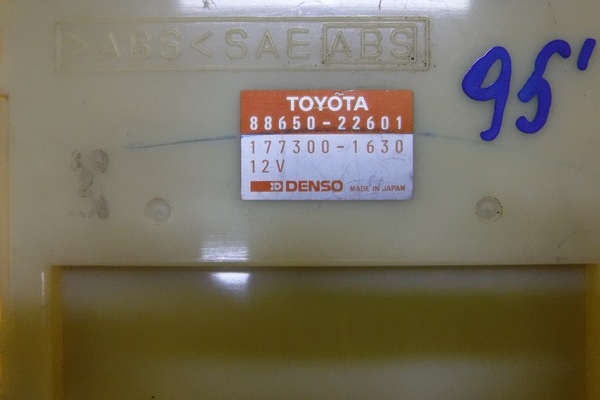 >ABS< SAE ABS
95'
TOYOTA
88650-22601
177300-1630
12V
DENSO MADE IN JAPAN